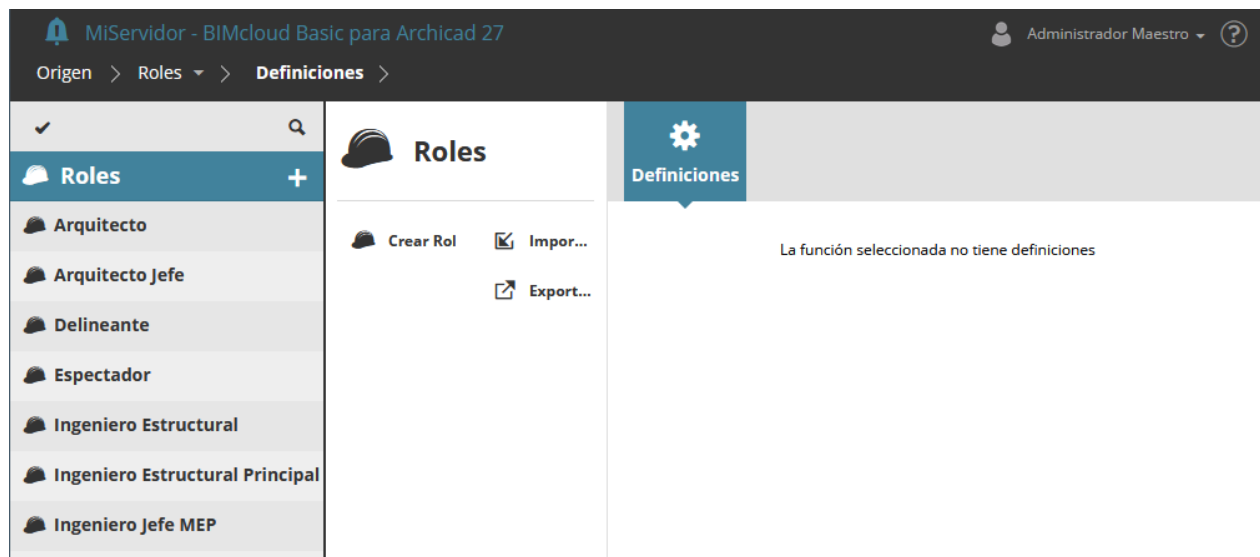 MiServidor - BIMcloud Basic para Archicad 27
Administrador Maestro
Origen > Roles > Definiciones >
Roles
+
Arquitecto
Arquitecto Jefe
Delineante
Espectador
Ingeniero Estructural
Ingeniero Estructural Principal
Ingeniero Jefe MEP
Roles
Crear Rol
Impor...
Export...
Definiciones
La función seleccionada no tiene definiciones